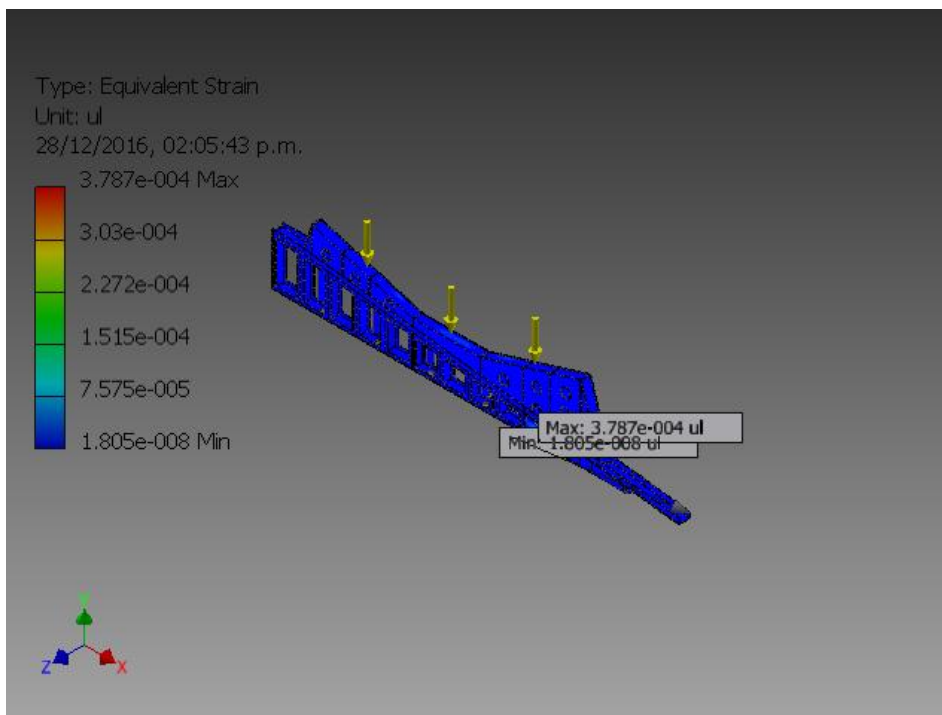 Type: Equivalent Strain
Unit: ul
28/12/2016, 02:05:43 p.m.
3.787e-004 Max
3.03e-004
2.272e-004
1.515e-004
7.575e-005
1.805e-008 Min
Max: 3.787e-004 ul
Min: 1.805e-008 ul
Y
Z
X